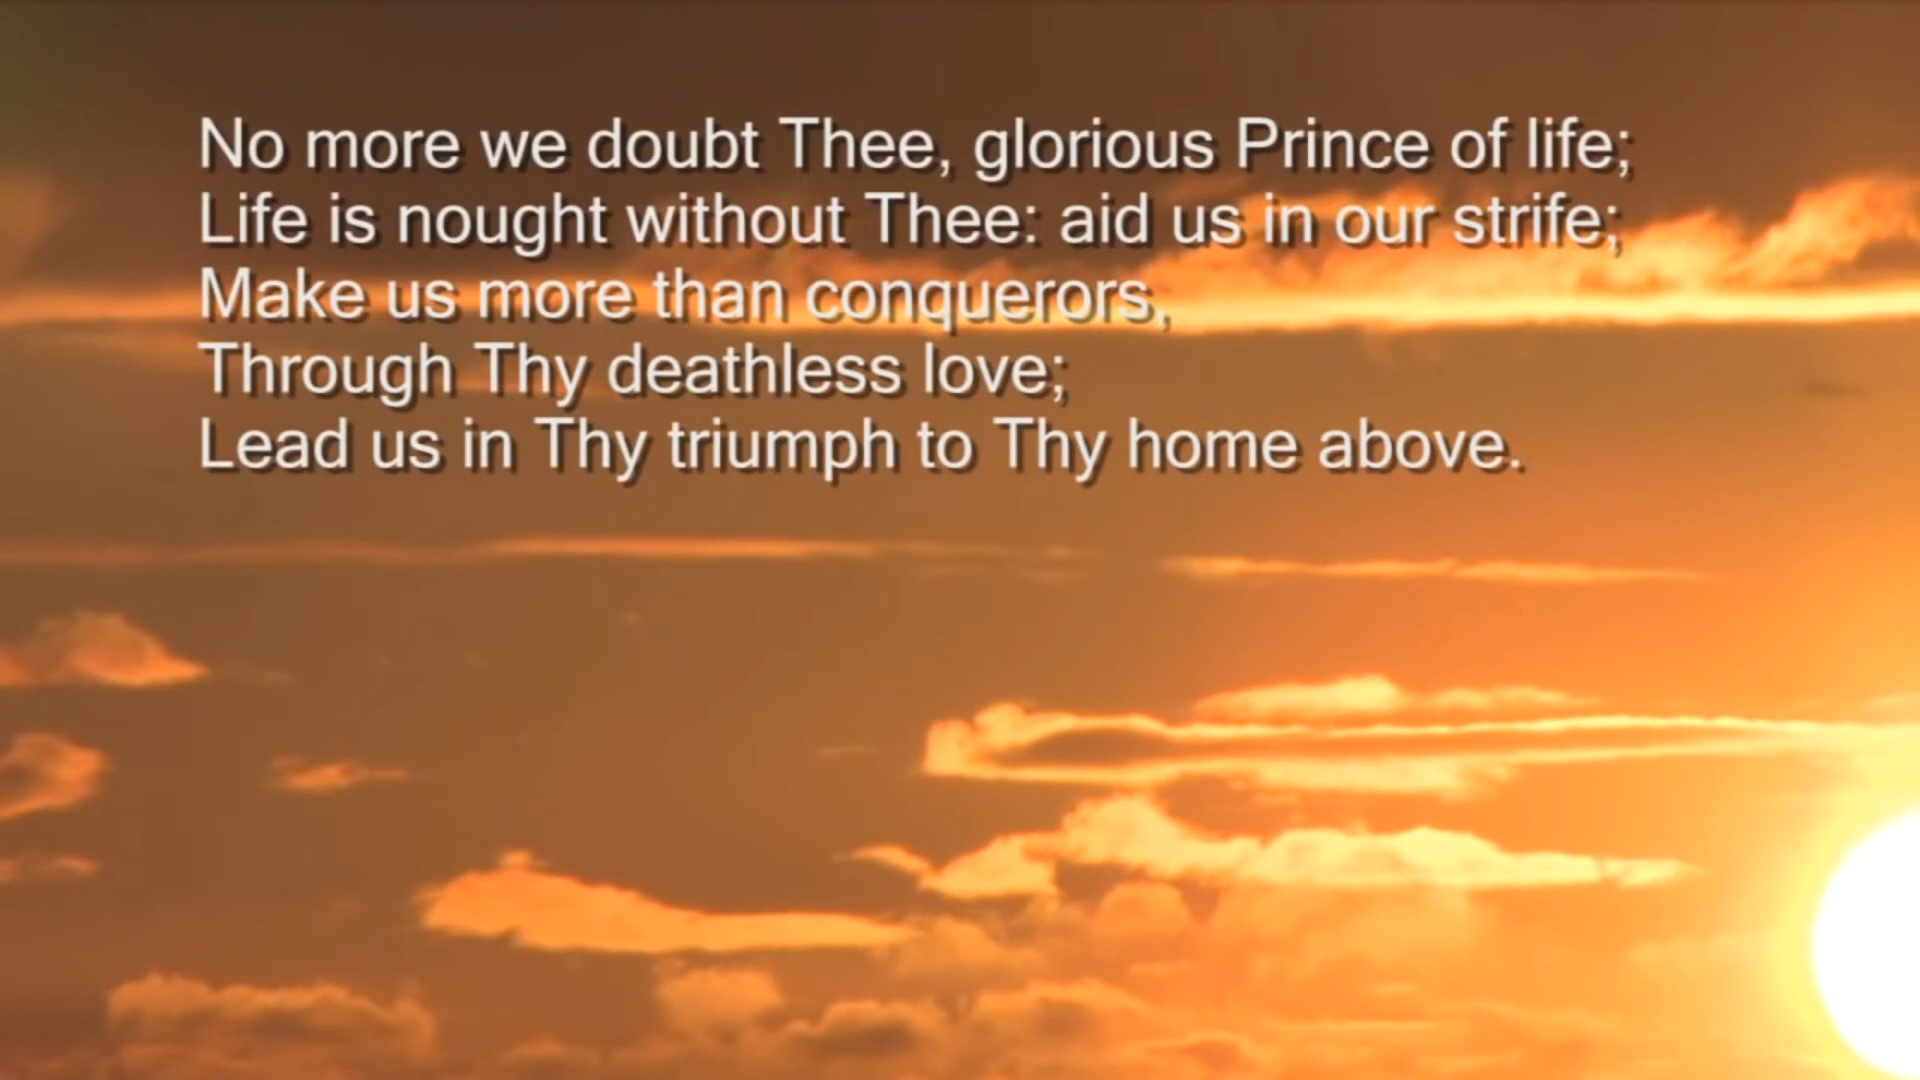 No more we doubt Thee, glorious Prince of life;
Life is nought without Thee: aid us in our strife;
Make us more than conquerors,
Through Thy deathless love;
Lead us in Thy triumph to Thy home above.